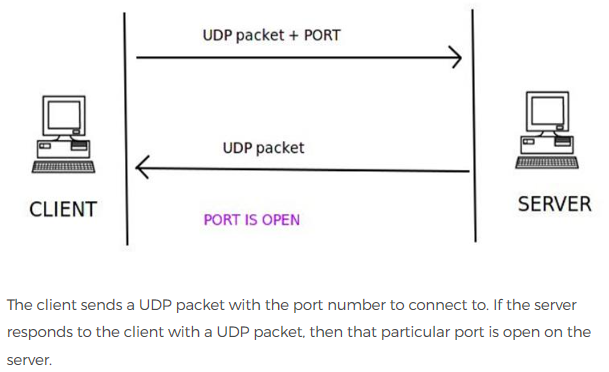 UDP packet + PORT
UDP packet
CLIENT
SERVER
PORT IS OPEN
The client sends a UDP packet with the port number to connect to. If the server
responds to the client with a UDP packet, then that particular port is open on the
server.